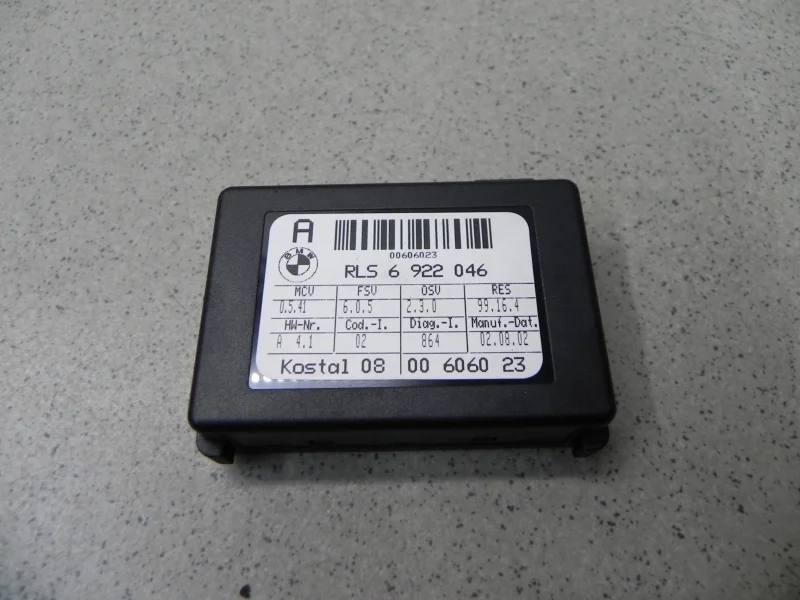 A
00606023
BMW
RLS 6 922 046
MCV FSV OSV RES
0.5.41 6.0.5 2.3.0 99.16.4
HW-Nr. Cod.-I. Diag.-I. Manuf.-Dat.
A 4.1 02 864 02.08.02
Kostal 08 00 6060 23